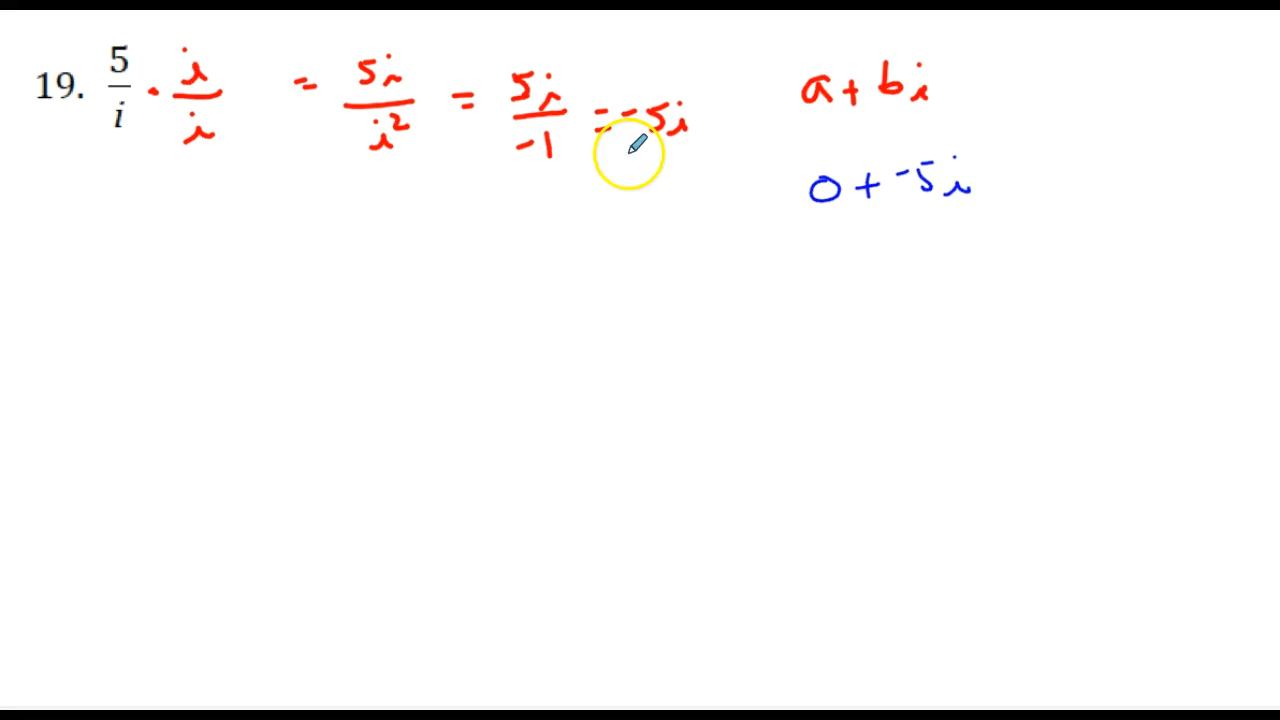 19. 5/i · i/i = 5i/i² = 5i/-1 = -5i
a + bi
0 + -5i